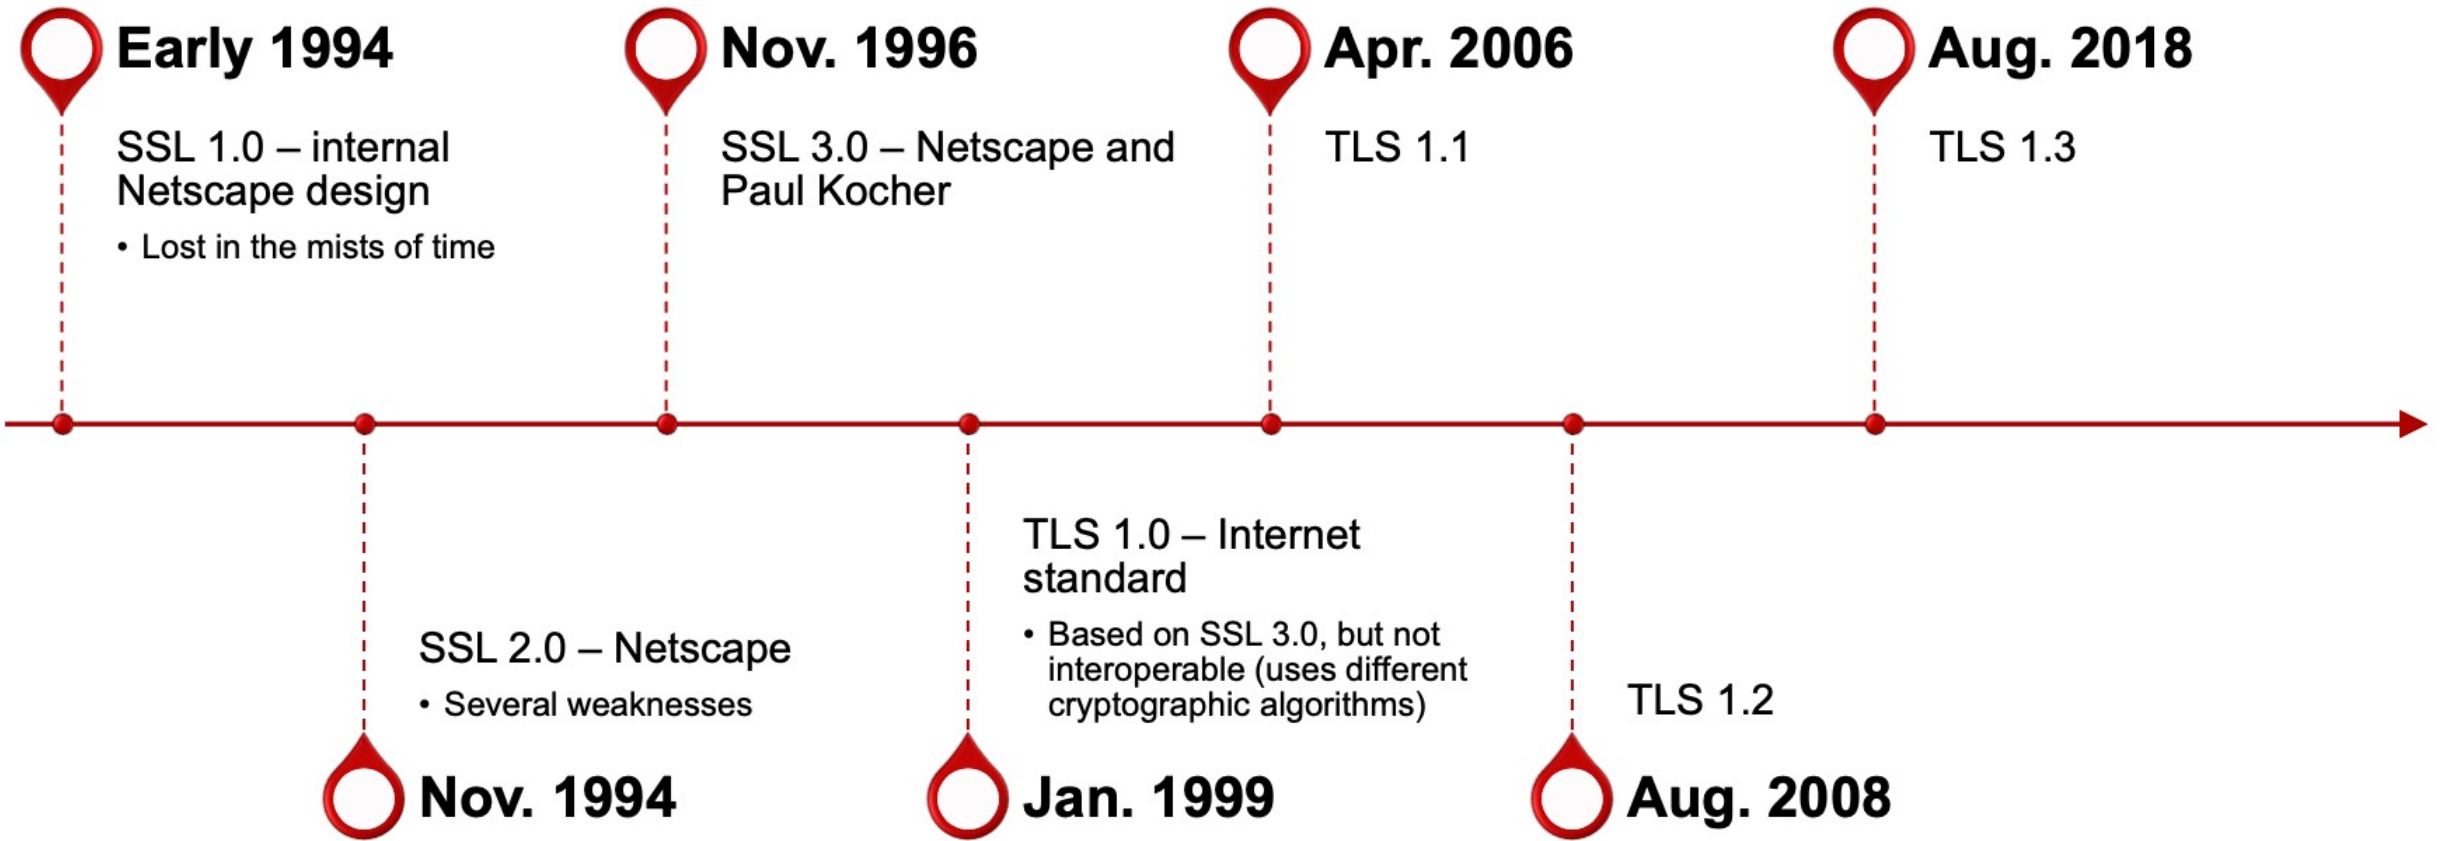 Early 1994
SSL 1.0 – internal
Netscape design
• Lost in the mists of time
Nov. 1994
SSL 2.0 – Netscape
• Several weaknesses
Nov. 1996
SSL 3.0 – Netscape and
Paul Kocher
Jan. 1999
TLS 1.0 – Internet
standard
• Based on SSL 3.0, but not
interoperable (uses different
cryptographic algorithms)
Apr. 2006
TLS 1.1
Aug. 2008
TLS 1.2
Aug. 2018
TLS 1.3